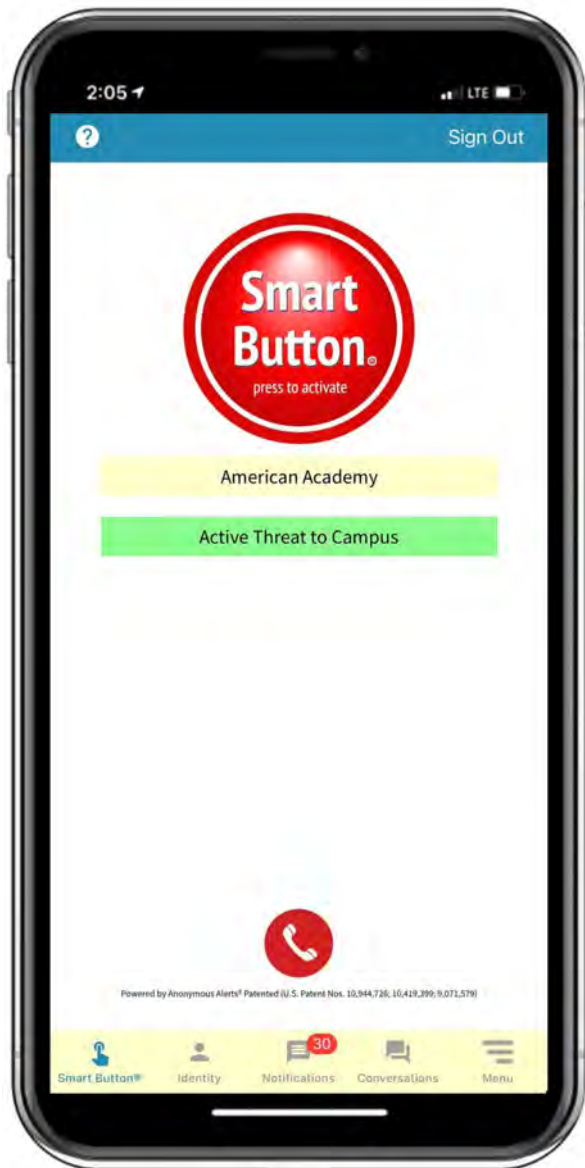 2:05
LTE
?
Sign Out
Smart
Button®
press to activate
American Academy
Active Threat to Campus
Powered by Anonymous Alerts® Patented (U.S. Patent Nos. 10,944,726; 10,419,399; 9,071,579)
30
Smart Button® Identity Notifications Conversations Menu